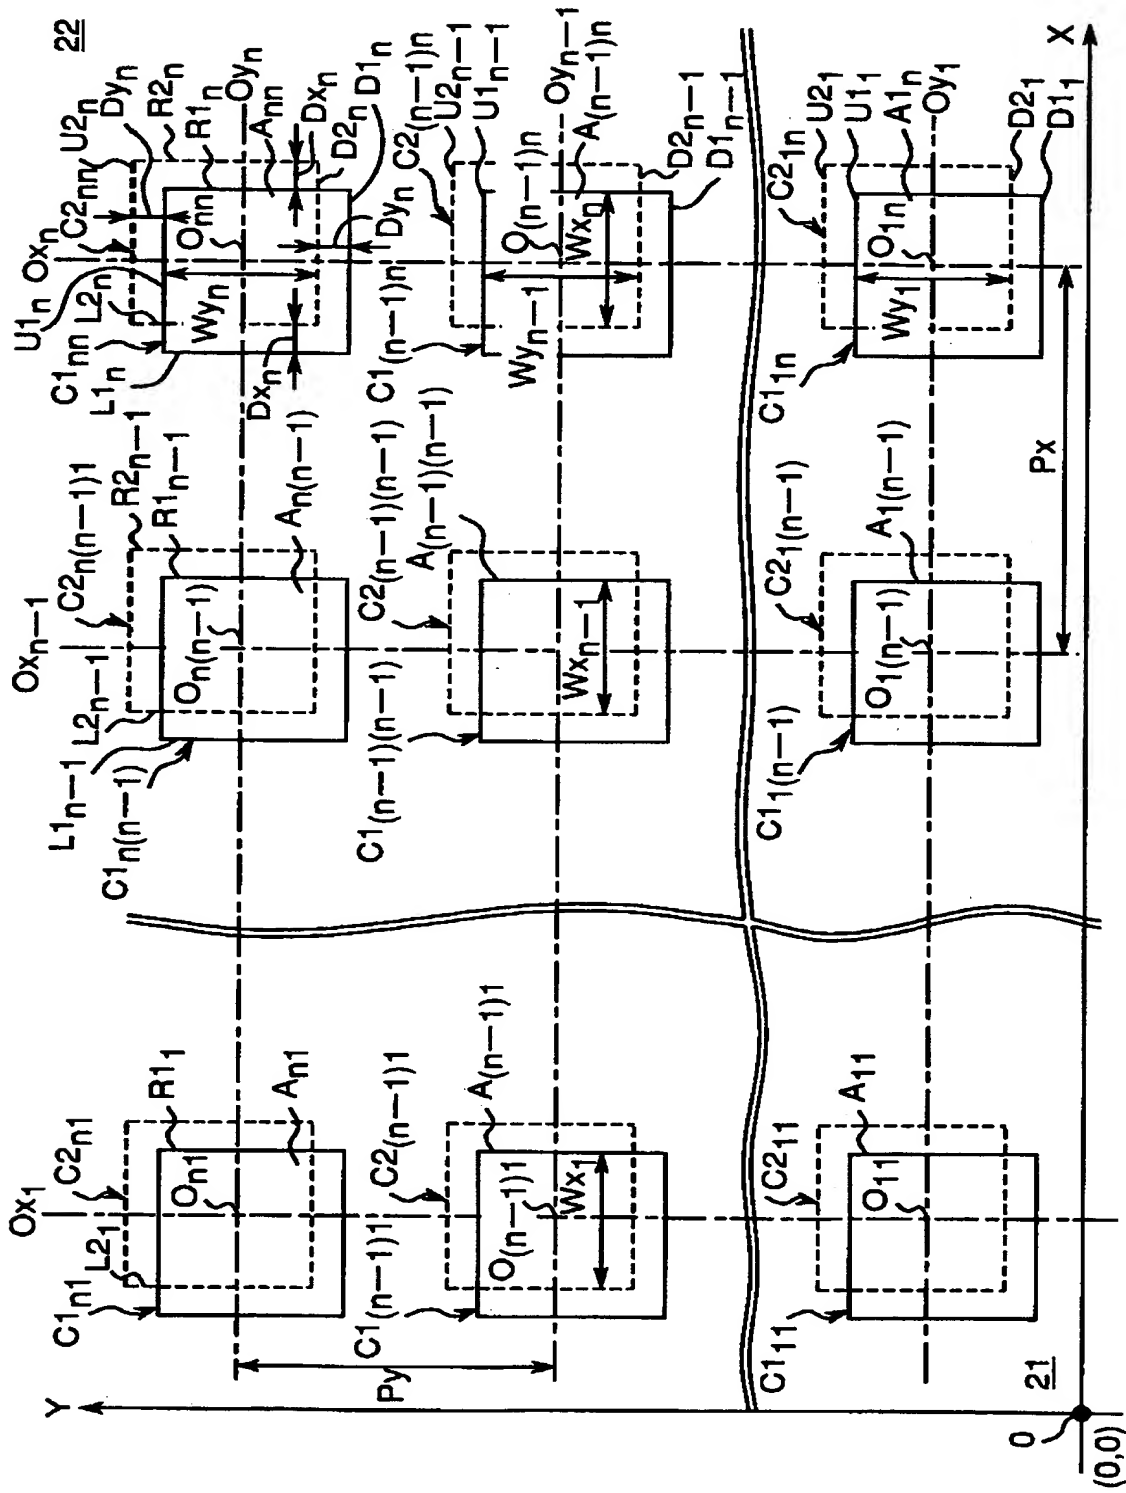 22
Ox1
Oxn—1
Oxn
Y
C1n1
L21
C2n1
R11
An1
On1
L1n—1
C1n(n—1)
L2n—1
C2n(n—1)1
R2n—1
R1n—1
An(n—1)
On(n—1)
U1n
C1nn
L1n
L2n
C2nn
U2n
Dyn
R2n
R1n
Oyn
Ann
Dxn
D2n
D1n
Onn
Wyn
Dxn
Dyn
Py
C1(n—1)1
C2(n—1)1
A(n—1)1
O(n—1)1
Wx1
C1(n—1)(n—1)
C2(n—1)(n—1)
A(n—1)(n—1)
Wxn—1
C1(n—1)n
C2(n—1)n
U2n—1
U1n—1
Oyn—1
A(n—1)n
O(n—1)n
Wxn
Wyn—1
D2n—1
D1n—1
C111
C211
A11
O11
C11(n—1)
C21(n—1)
A1(n—1)
O1(n—1)
C11n
C21n
U21
U11
A1n
Oy1
O1n
Wy1
D21
D11
Px
21
0
(0,0)
X